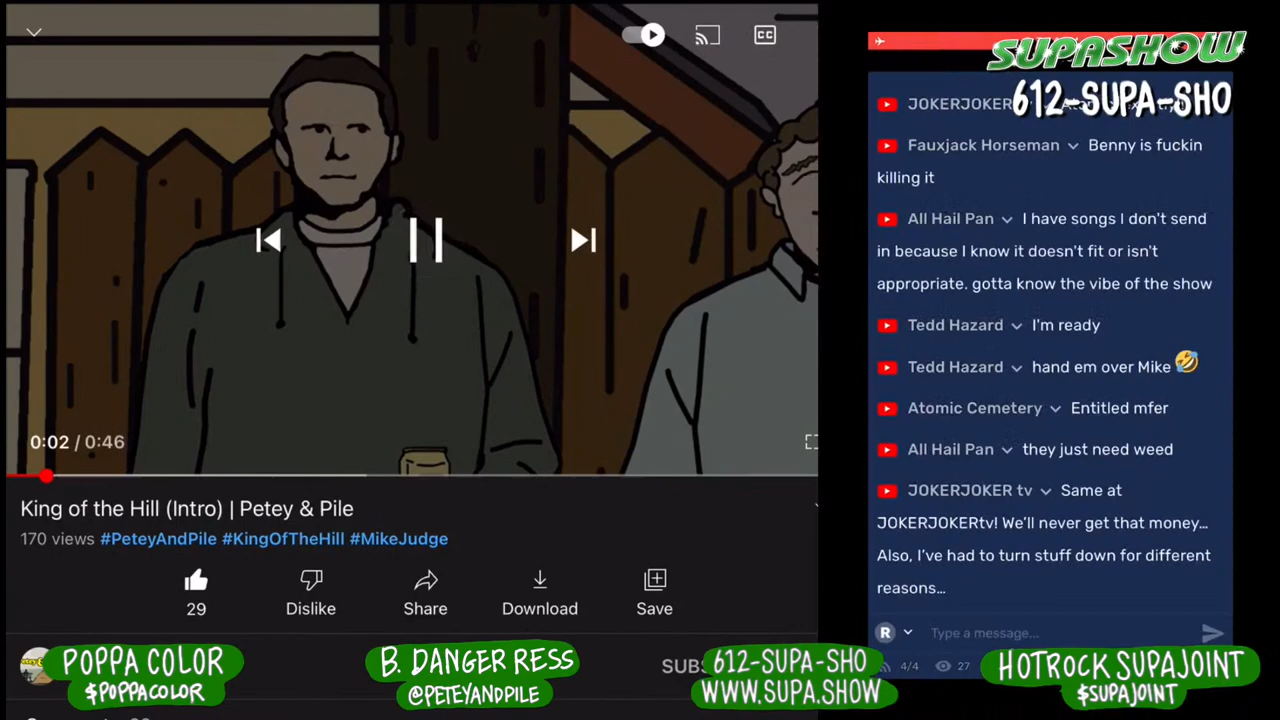 CC
0:02 / 0:46
King of the Hill (Intro) | Petey & Pile
170 views #PeteyAndPile #KingOfTheHill #MikeJudge
29
Dislike
Share
Download
Save
SUBS
SUPASHOW
612-SUPA-SHO
JOKERJOKER
Fauxjack Horseman Benny is fuckin
killing it
All Hail Pan I have songs I don't send
in because I know it doesn't fit or isn't
appropriate. gotta know the vibe of the show
Tedd Hazard I'm ready
Tedd Hazard hand em over Mike 🤣
Atomic Cemetery Entitled mfer
All Hail Pan they just need weed
JOKERJOKER tv Same at
JOKERJOKERtv! We'll never get that money…
Also, I've had to turn stuff down for different
reasons…
R Type a message...
4/4 27
POPPA COLOR
$POPPACOLOR
B. DANGER RESS
@PETEYANDPILE
612-SUPA-SHO
WWW.SUPA.SHOW
HOTROCK SUPAJOINT
$SUPAJOINT